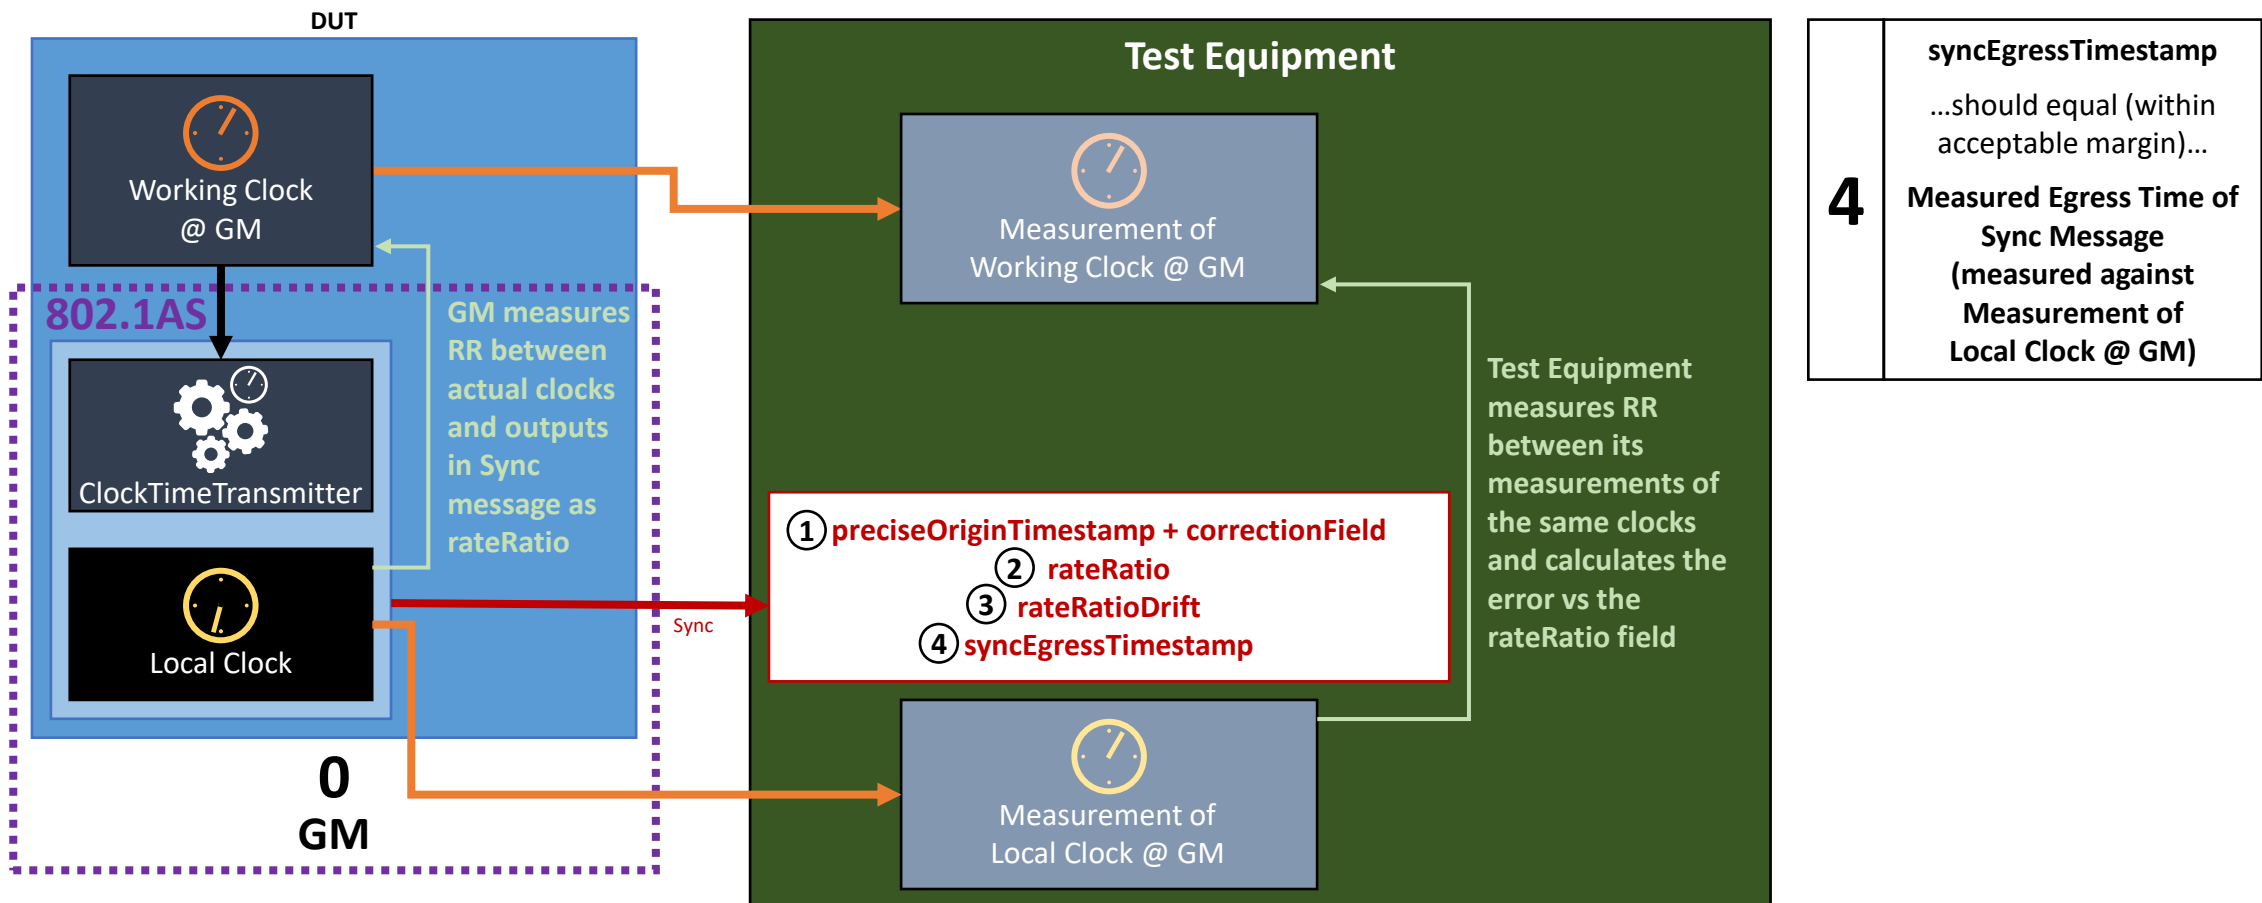 DUT
Working Clock
@ GM
802.1AS
GM measures
RR between
actual clocks
and outputs
in Sync
message as
rateRatio
ClockTimeTransmitter
Local Clock
0
GM
Sync
Test Equipment
Measurement of
Working Clock @ GM
1 preciseOriginTimestamp + correctionField
2 rateRatio
3 rateRatioDrift
4 syncEgressTimestamp
Measurement of
Local Clock @ GM
Test Equipment
measures RR
between its
measurements of
the same clocks
and calculates the
error vs the
rateRatio field
4
syncEgressTimestamp
...should equal (within
acceptable margin)...
Measured Egress Time of
Sync Message
(measured against
Measurement of
Local Clock @ GM)